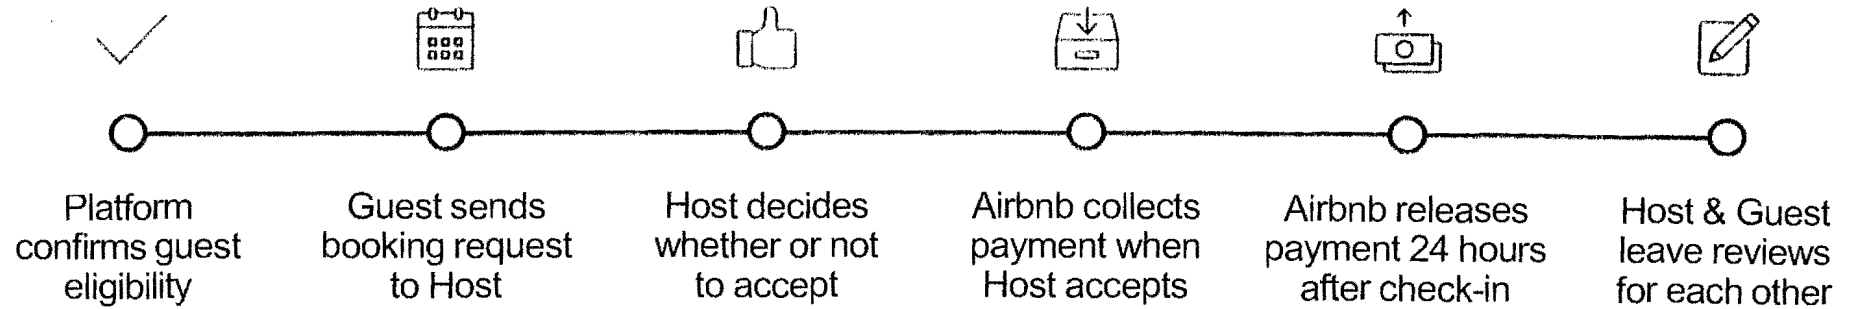 Platform
confirms guest
eligibility
Guest sends
booking request
to Host
Host decides
whether or not
to accept
Airbnb collects
payment when
Host accepts
Airbnb releases
payment 24 hours
after check-in
Host & Guest
leave reviews
for each other